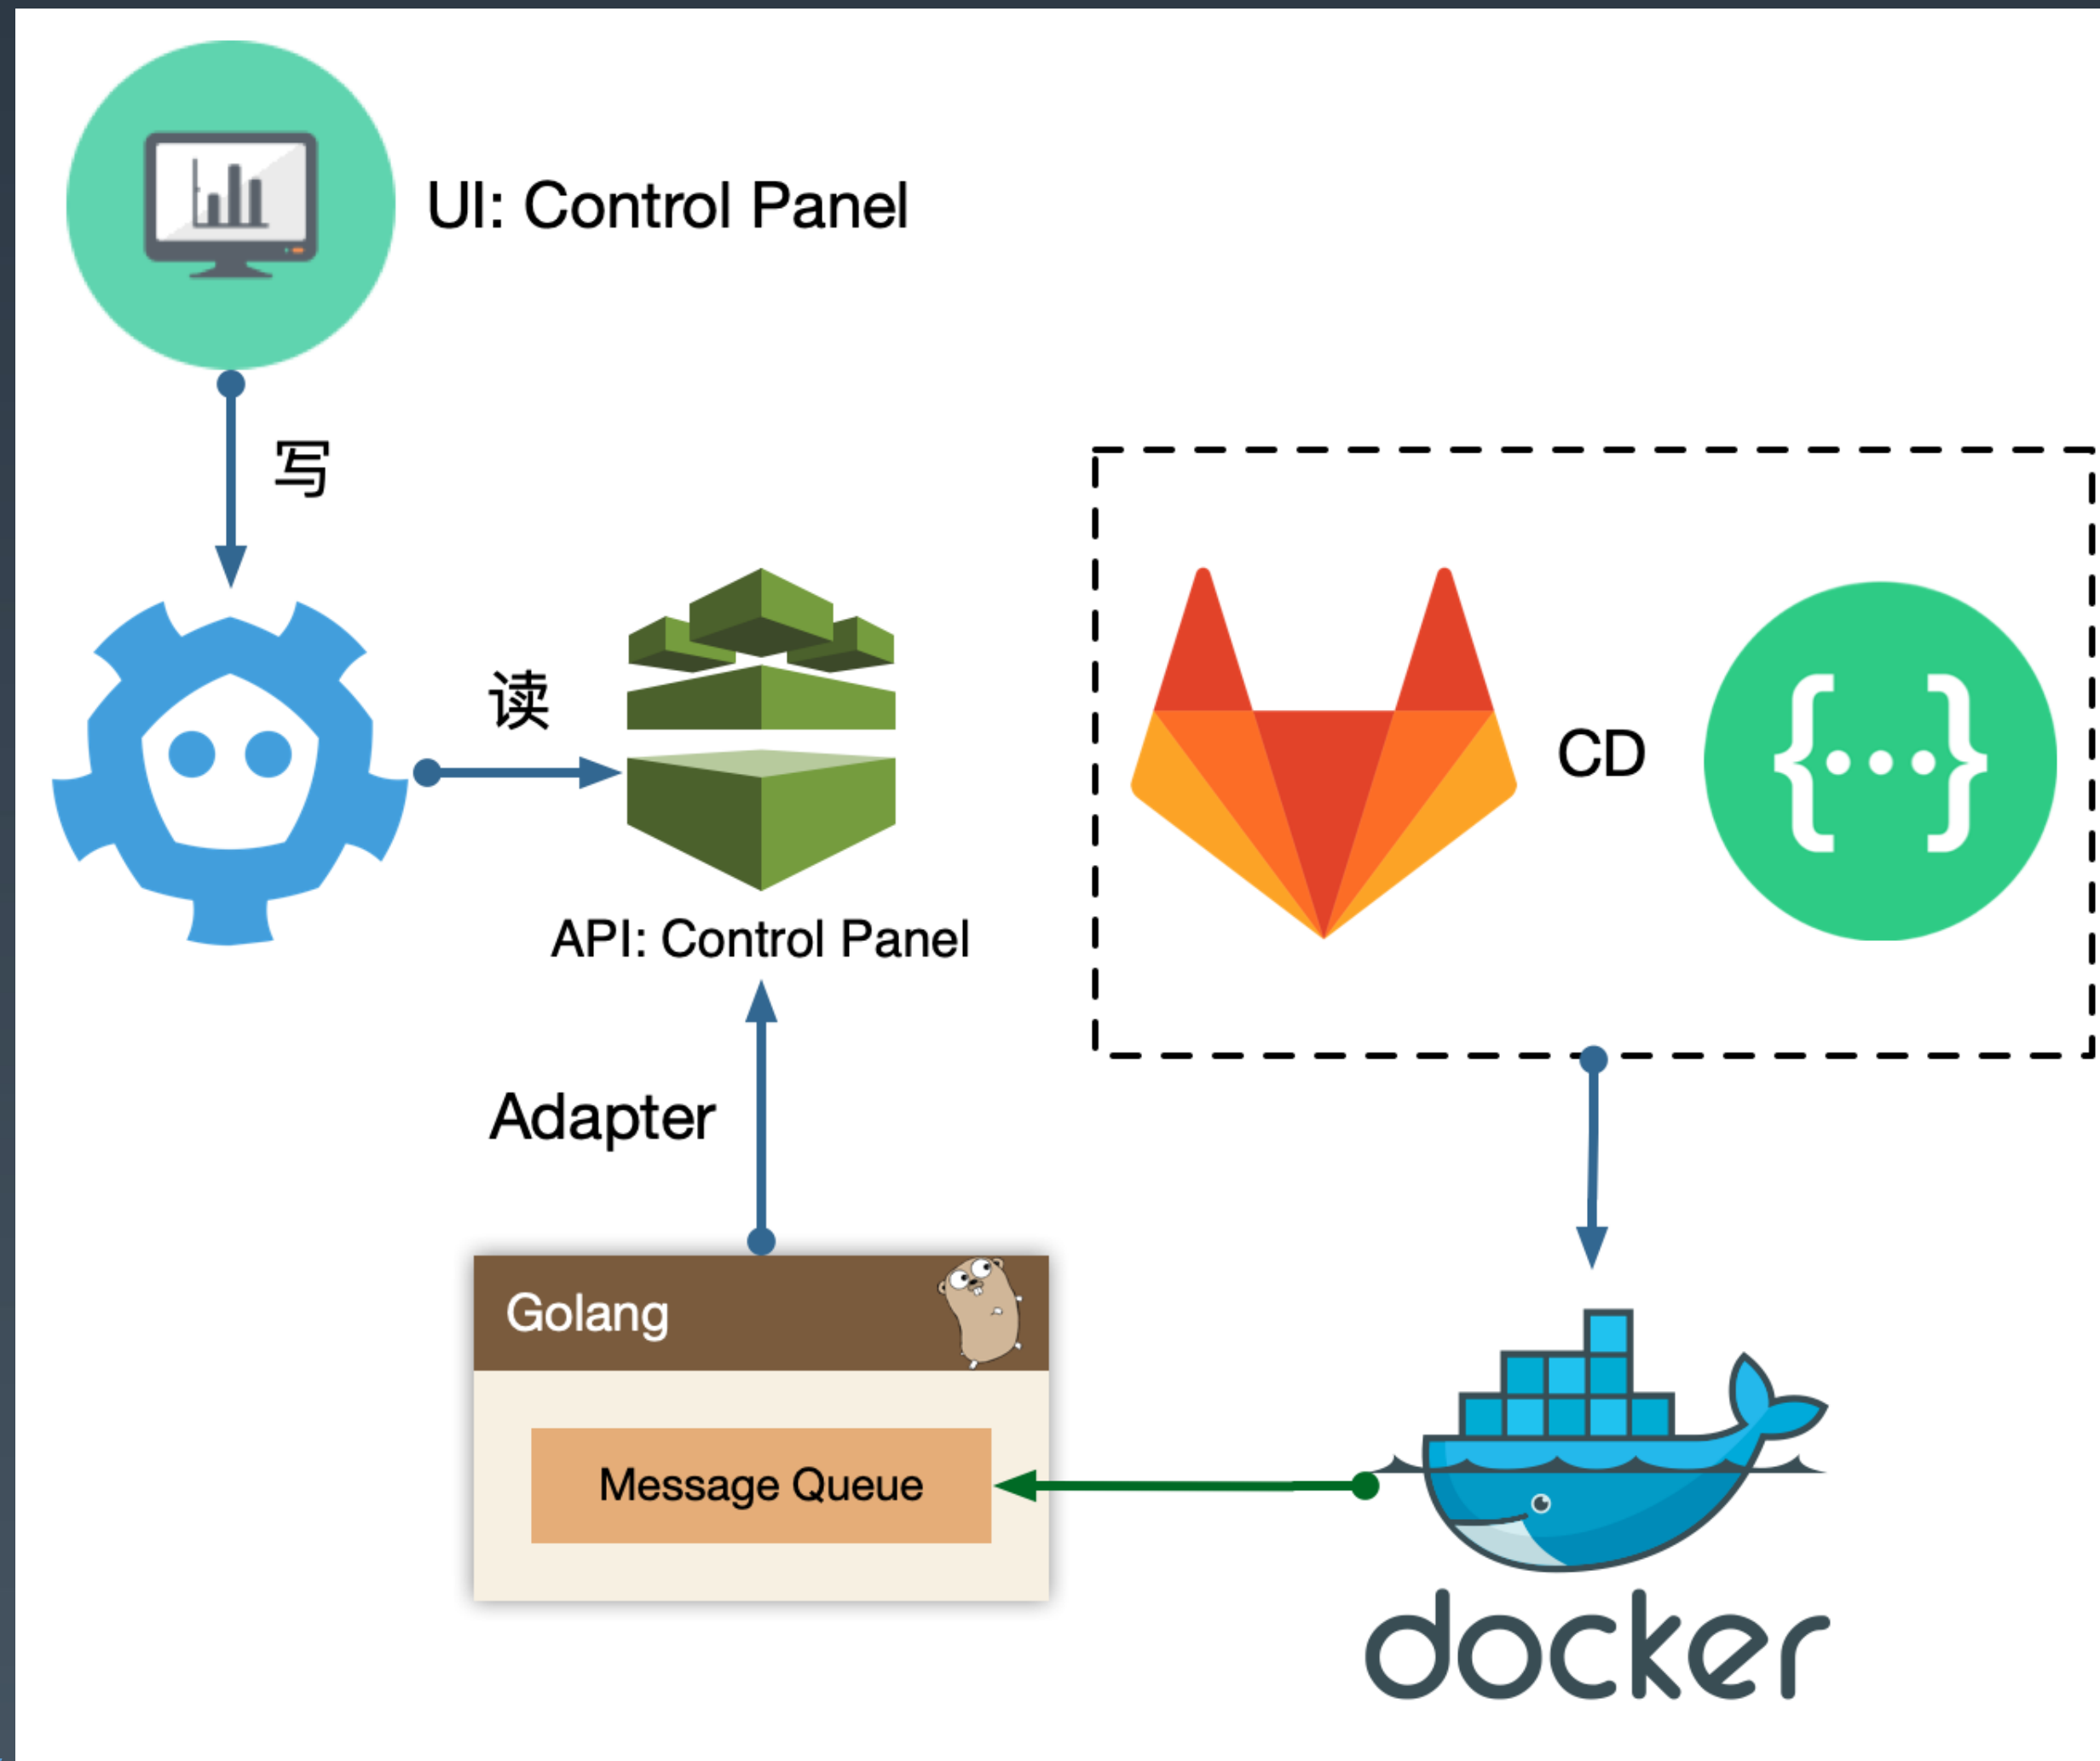 UI: Control Panel
写
读
CD
{...}
API: Control Panel
Adapter
Golang
Message Queue
docker